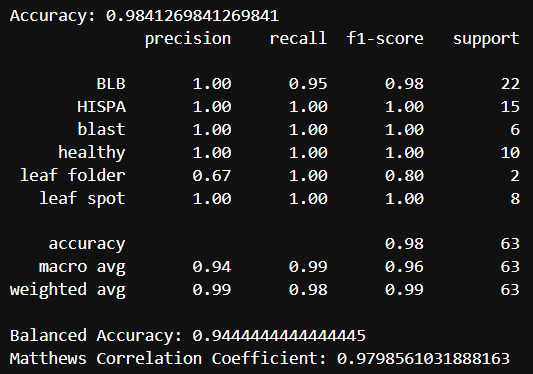 Accuracy: 0.9841269841269841
precision recall f1-score support
BLB 1.00 0.95 0.98 22
HISPA 1.00 1.00 1.00 15
blast 1.00 1.00 1.00 6
healthy 1.00 1.00 1.00 10
leaf folder 0.67 1.00 0.80 2
leaf spot 1.00 1.00 1.00 8
accuracy 0.98 63
macro avg 0.94 0.99 0.96 63
weighted avg 0.99 0.98 0.99 63
Balanced Accuracy: 0.9444444444444445
Matthews Correlation Coefficient: 0.9798561031888163